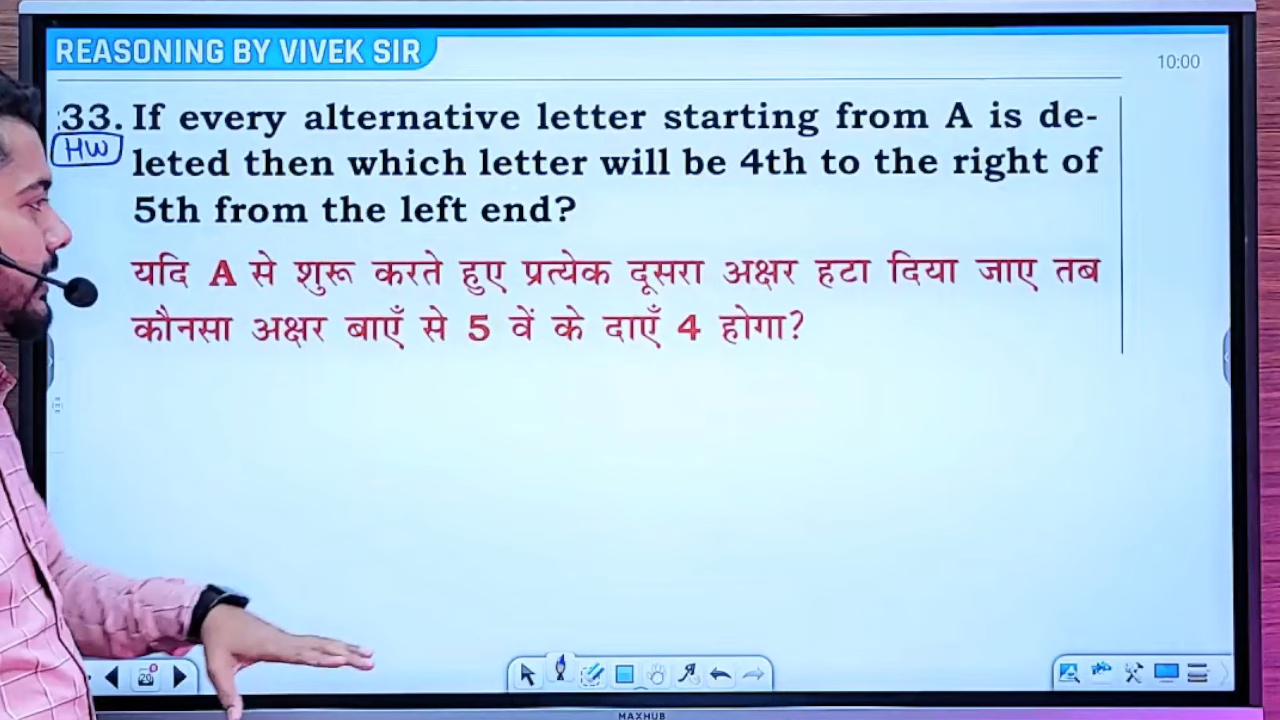 REASONING BY VIVEK SIR
10:00
33. If every alternative letter starting from A is de-
HW
leted then which letter will be 4th to the right of
5th from the left end?
यदि A से शुरू करते हुए प्रत्येक दूसरा अक्षर हटा दिया जाए तब
कौनसा अक्षर बाएँ से 5 वें के दाएँ 4 होगा?
20
MAXHUB